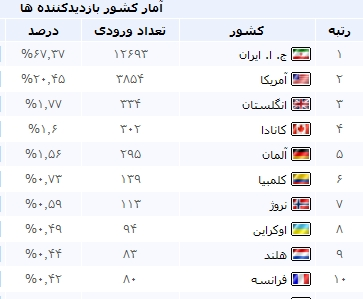 آمار کشور بازدیدکننده ها
رتبه کشور تعداد ورودی درصد
۱ ج. ا. ایران ۱۲۶۹۳ %۶۷,۳۷
۲ آمریکا ۳۸۵۴ %۲۰,۴۵
۳ انگلستان ۳۳۴ %۱,۷۷
۴ کانادا ۳۰۲ %۱,۶
۵ آلمان ۲۹۵ %۱,۵۶
۶ کلمبیا ۱۳۹ %۰,۷۳
۷ نروژ ۱۱۳ %۰,۵۹
۸ اوکراین ۹۴ %۰,۴۹
۹ هلند ۸۳ %۰,۴۴
۱۰ فرانسه ۸۰ %۰,۴۲